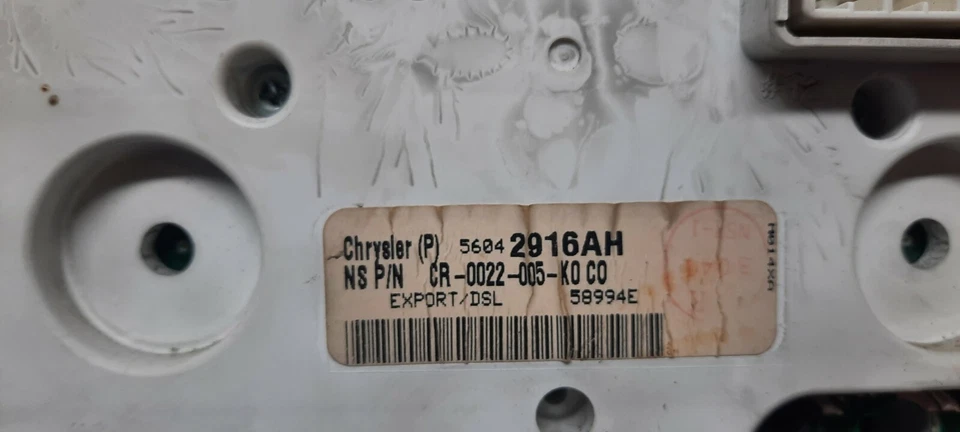 Chrysler (P) 5604 2916AH
NS P/N CR-0022-005-K0 C0
EXPORT/DSL 58994E